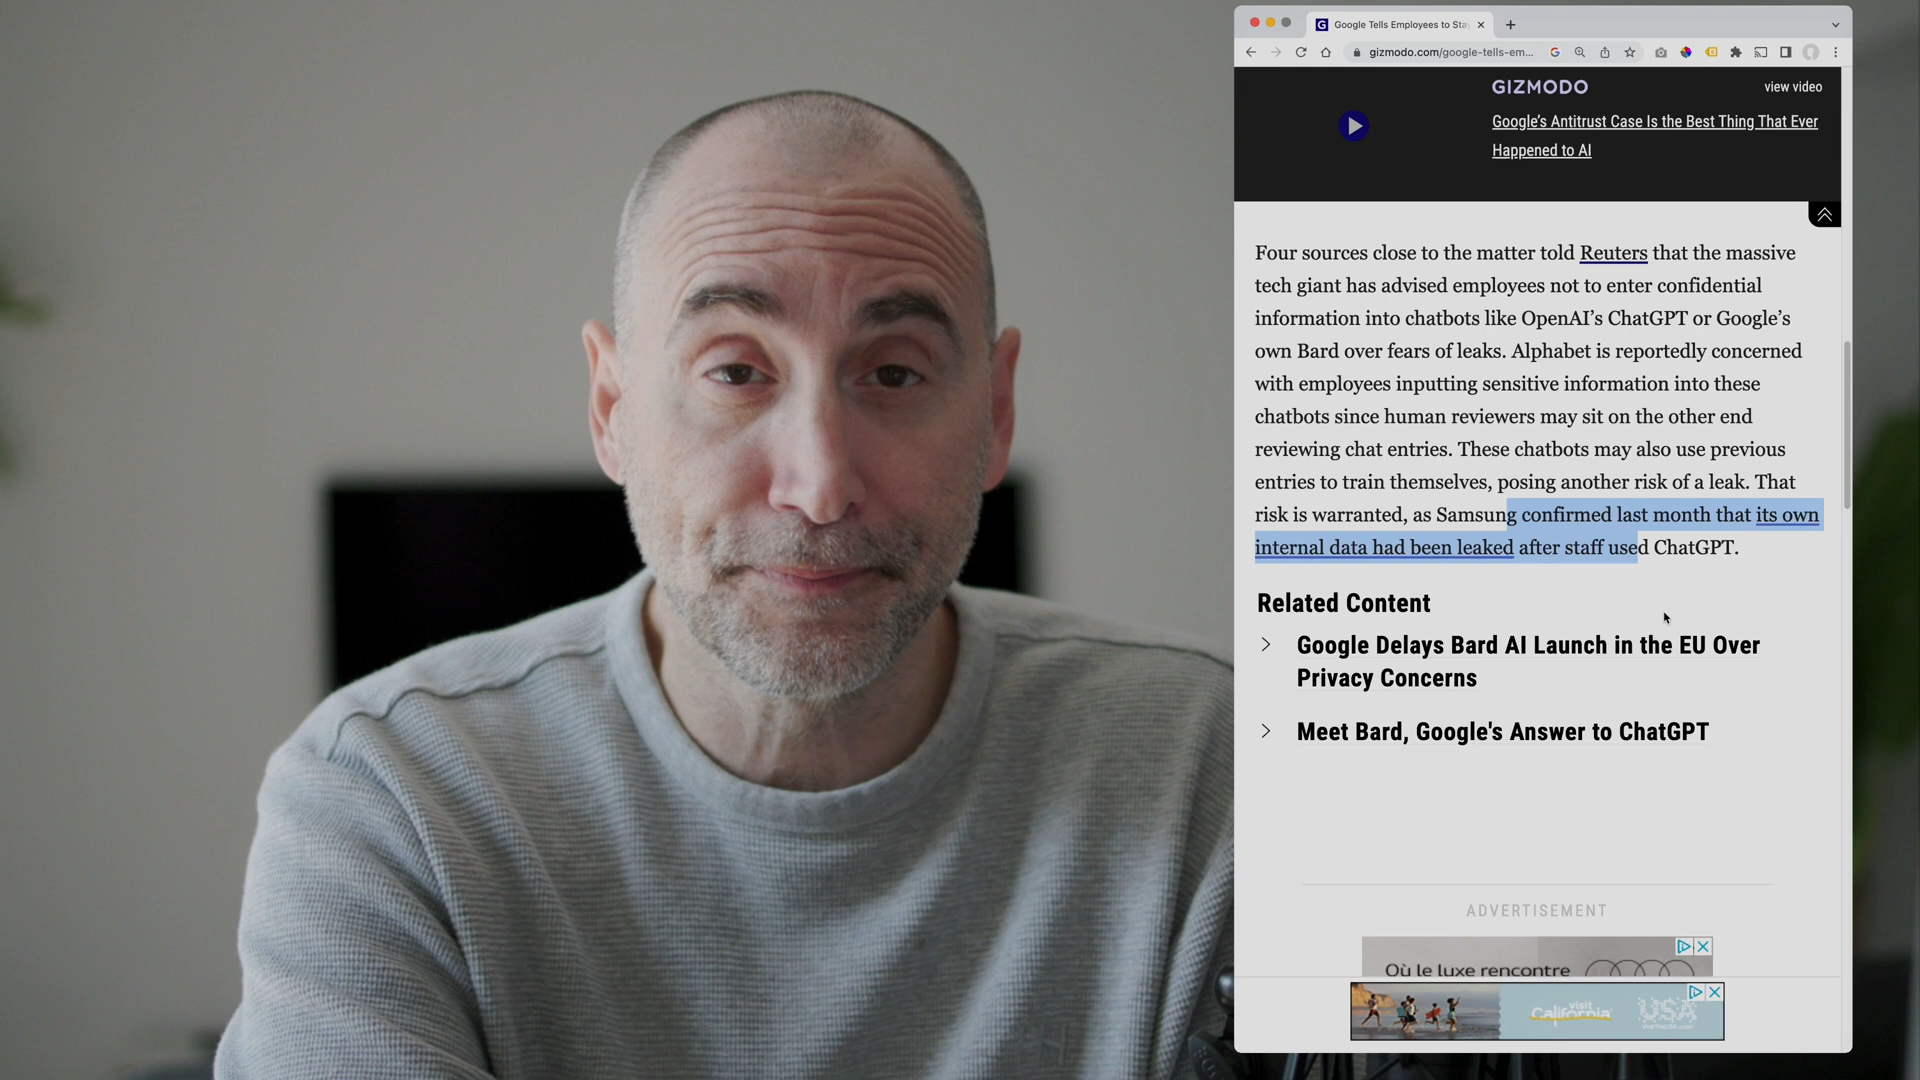 Google Tells Employees to Sta
gizmodo.com/google-tells-em...
GIZMODO
view video
Google's Antitrust Case Is the Best Thing That Ever
Happened to AI
Four sources close to the matter told Reuters that the massive
tech giant has advised employees not to enter confidential
information into chatbots like OpenAI's ChatGPT or Google's
own Bard over fears of leaks. Alphabet is reportedly concerned
with employees inputting sensitive information into these
chatbots since human reviewers may sit on the other end
reviewing chat entries. These chatbots may also use previous
entries to train themselves, posing another risk of a leak. That
risk is warranted, as Samsung confirmed last month that its own
internal data had been leaked after staff used ChatGPT.
Related Content
Google Delays Bard AI Launch in the EU Over
Privacy Concerns
Meet Bard, Google's Answer to ChatGPT
ADVERTISEMENT
Où le luxe rencontre
visit
California
USA